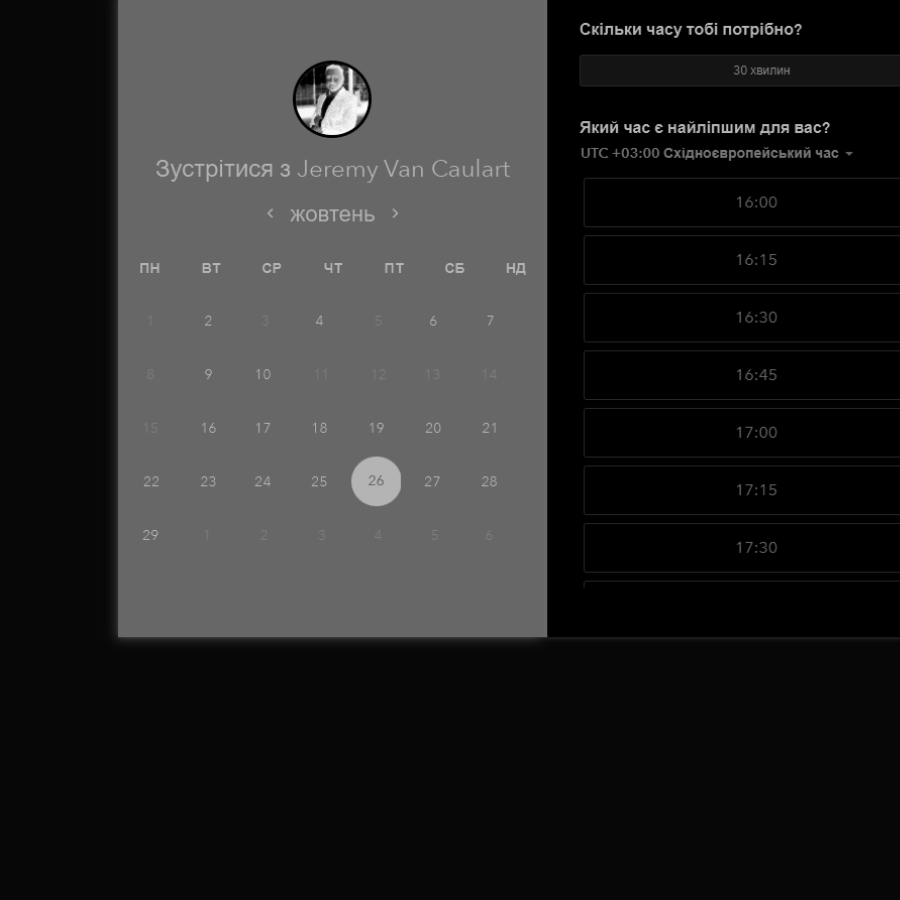 Зустрітися з Jeremy Van Caulart
жовтень
ПН ВТ СР ЧТ ПТ СБ НД
1 2 3 4 5 6 7
8 9 10 11 12 13 14
15 16 17 18 19 20 21
22 23 24 25 26 27 28
29 1 2 3 4 5 6
Скільки часу тобі потрібно?
30 хвилин
Який час є найліпшим для вас?
UTC +03:00 Східноєвропейський час
16:00
16:15
16:30
16:45
17:00
17:15
17:30